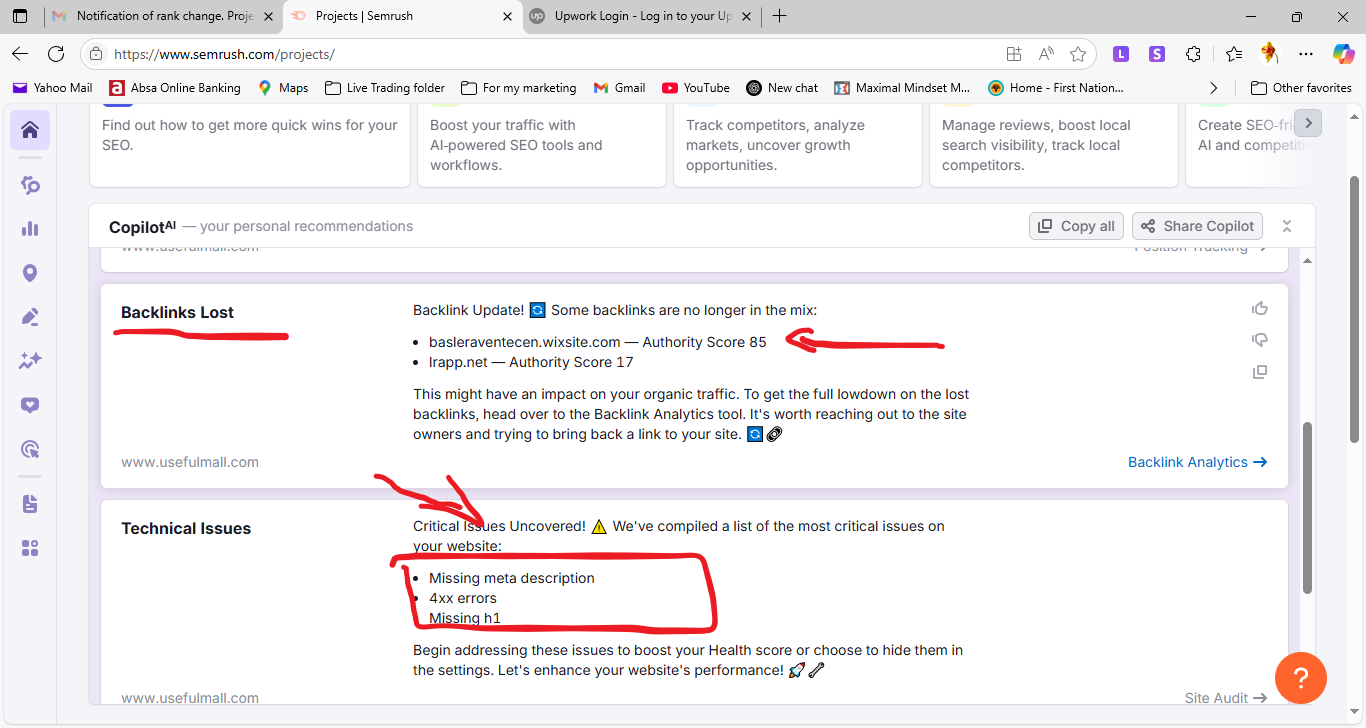 Notification of rank change. Proje
Projects | Semrush
Upwork Login - Log in to your Up
https://www.semrush.com/projects/
Yahoo Mail
Absa Online Banking
Maps
Live Trading folder
For my marketing
Gmail
YouTube
New chat
Maximal Mindset M...
Home - First Nation...
Other favorites
Find out how to get more quick wins for your
SEO.
Boost your traffic with
AI-powered SEO tools and
workflows.
Track competitors, analyze
markets, uncover growth
opportunities.
Manage reviews, boost local
search visibility, track local
competitors.
Create SEO-fri
AI and competitiv
CopilotAI — your personal recommendations
Copy all
Share Copilot
www.usefulmall.com
Position Tracking
Backlinks Lost
Backlink Update! 🔄 Some backlinks are no longer in the mix:
• basleraventecen.wixsite.com — Authority Score 85
• lrapp.net — Authority Score 17
This might have an impact on your organic traffic. To get the full lowdown on the lost
backlinks, head over to the Backlink Analytics tool. It's worth reaching out to the site
owners and trying to bring back a link to your site. 🔄 🔗
www.usefulmall.com
Backlink Analytics →
Technical Issues
Critical Issues Uncovered! ⚠️ We've compiled a list of the most critical issues on
your website:
• Missing meta description
• 4xx errors
Missing h1
Begin addressing these issues to boost your Health score or choose to hide them in
the settings. Let's enhance your website's performance! 🚀 🦴
www.usefulmall.com
Site Audit →
?